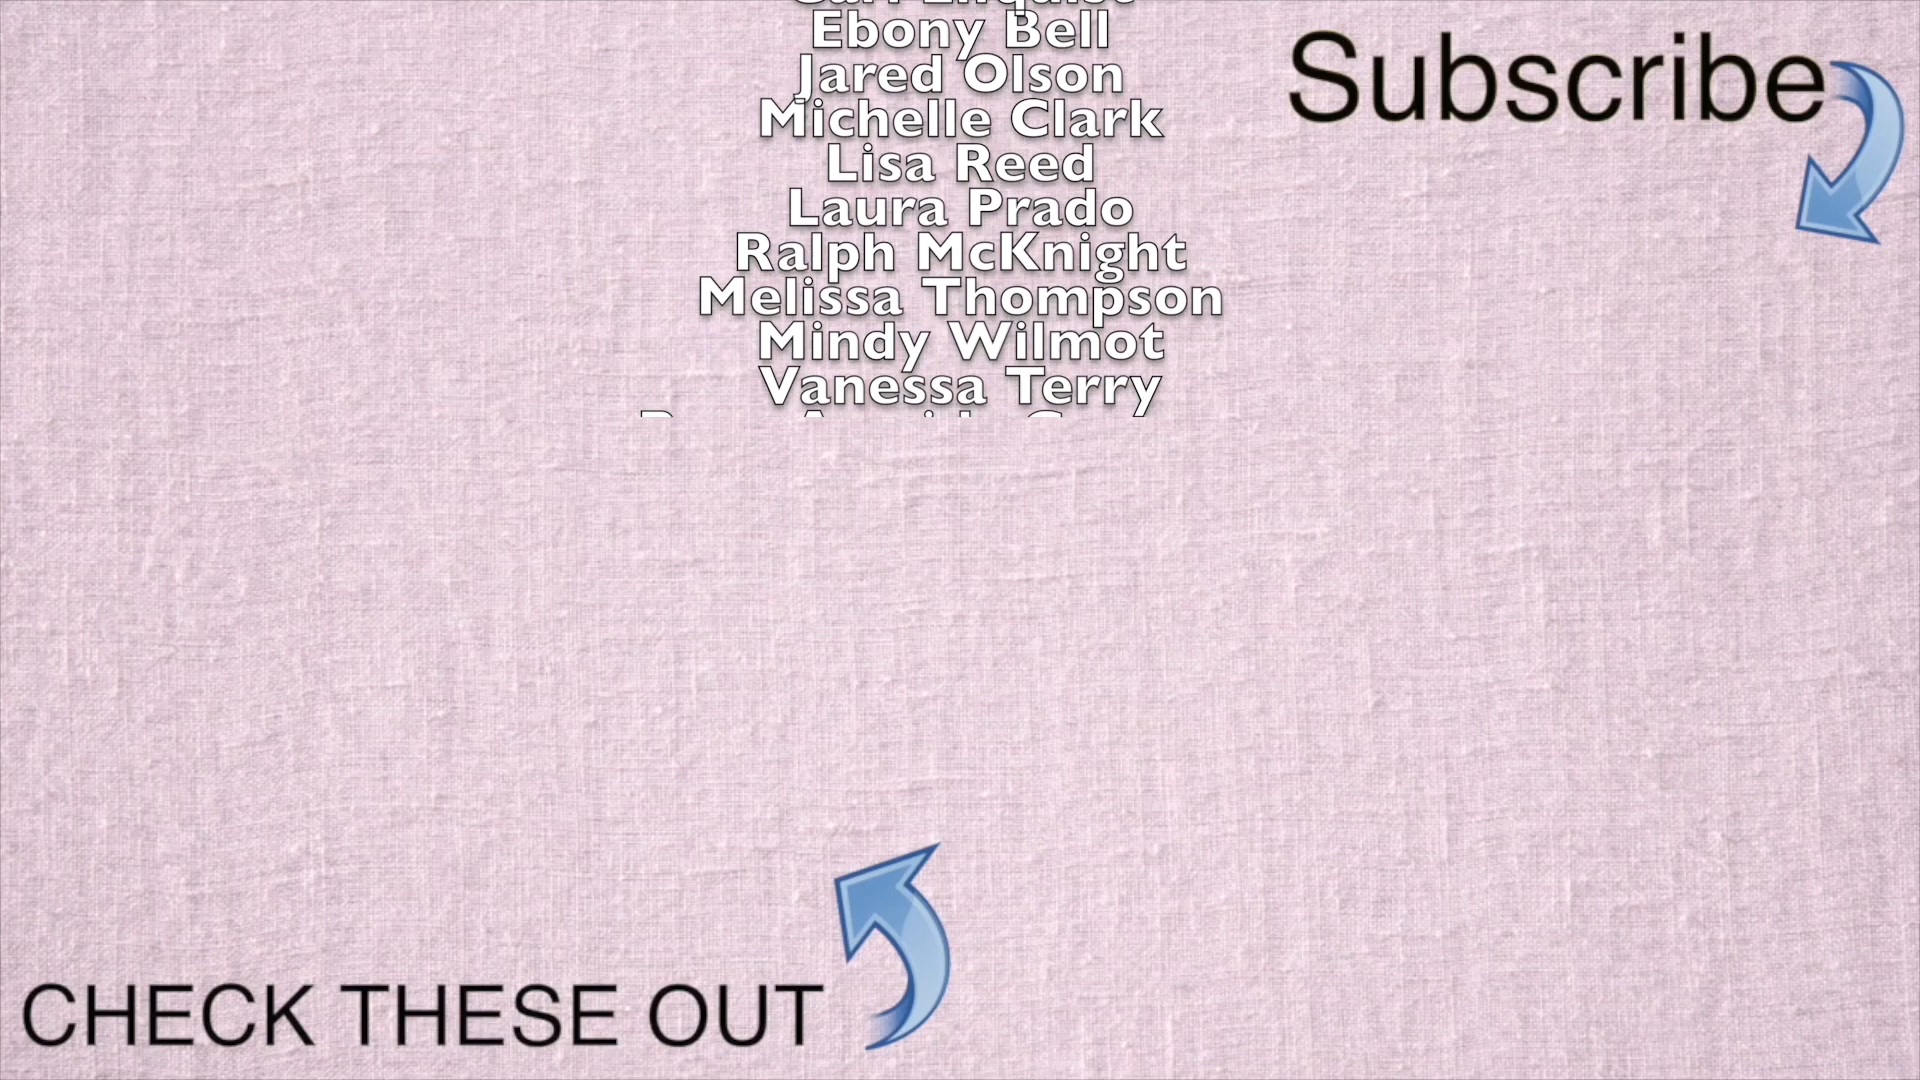 Ebony Bell
Jared Olson
Michelle Clark
Lisa Reed
Laura Prado
Ralph McKnight
Melissa Thompson
Mindy Wilmot
Vanessa Terry
Subscribe
CHECK THESE OUT